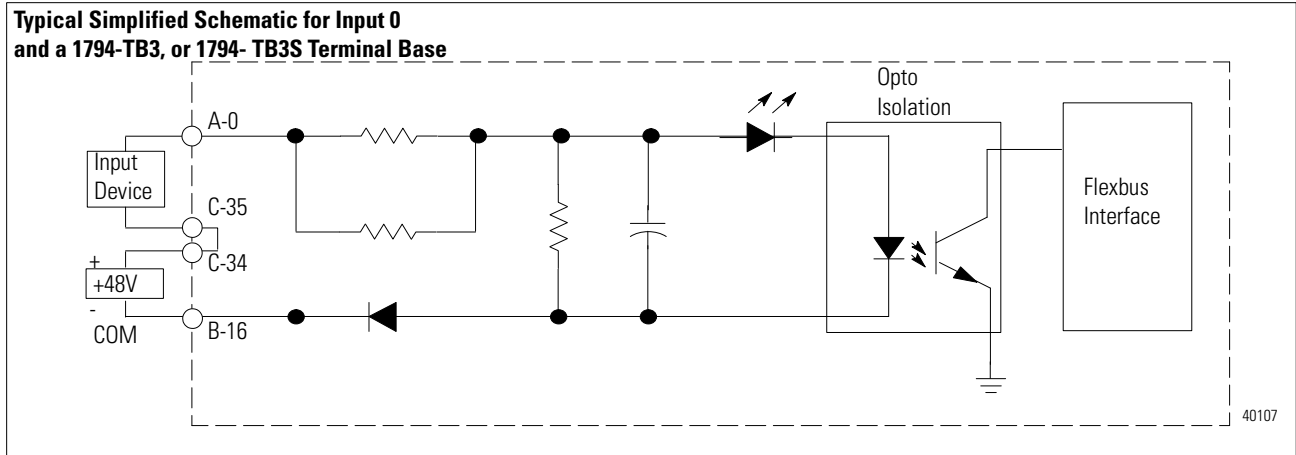 Typical Simplified Schematic for Input 0
and a 1794-TB3, or 1794- TB3S Terminal Base
Opto
Isolation
A-0
Input
Device
C-35
C-34
+
+48V
-
COM
B-16
Flexbus
Interface
40107